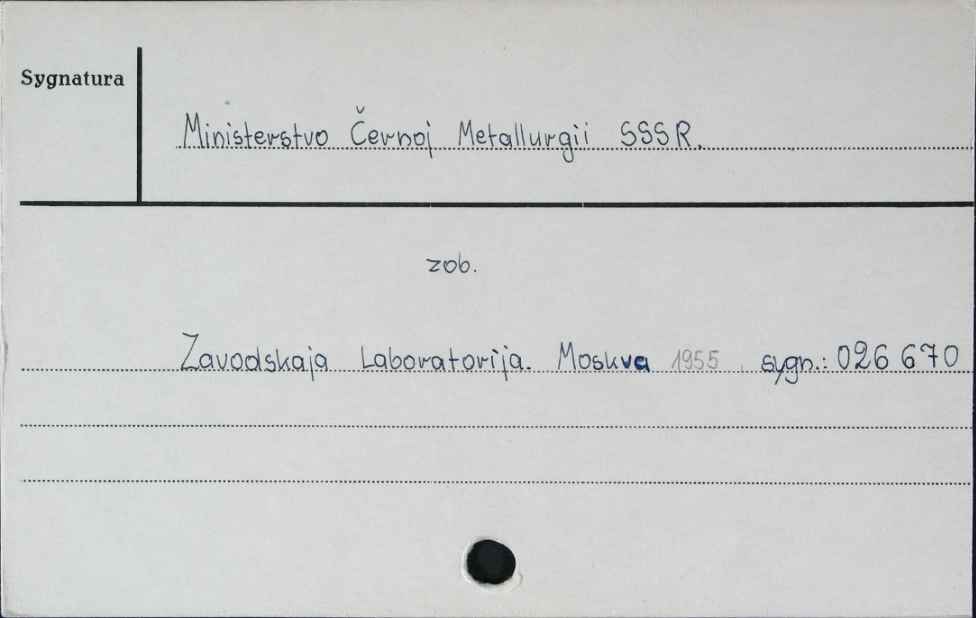 Sygnatura
Ministerstvo Černoj Metallurgii SSSR.
zob.
Zavodskaja Laboratorija. Moskva 1955, sygn.: 026 670